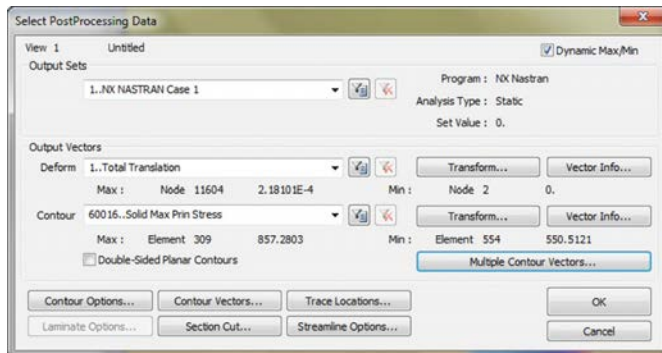 Select PostProcessing Data
View 1 Untitled
Dynamic Max/Min
Output Sets
1..NX NASTRAN Case 1
Program : NX Nastran
Analysis Type : Static
Set Value : 0.
Output Vectors
Deform 1..Total Translation Transform... Vector Info...
Max : Node 11604 2.18101E-4 Min : Node 2 0.
Contour 60016..Solid Max Prin Stress Transform... Vector Info...
Max : Element 309 857.2803 Min : Element 554 550.5121
Double-Sided Planar Contours Multiple Contour Vectors...
Contour Options... Contour Vectors... Trace Locations... OK
Laminate Options... Section Cut... Streamline Options... Cancel